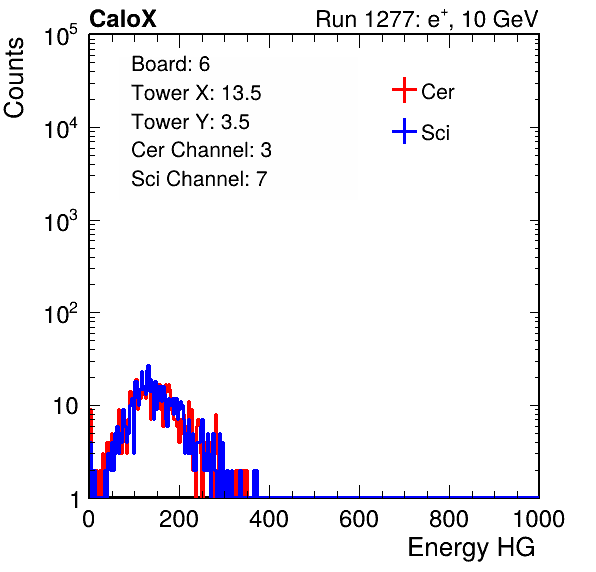 CaloX Run 1277: e⁺, 10 GeV
Counts
Board: 6
Tower X: 13.5
Tower Y: 3.5
Cer Channel: 3
Sci Channel: 7
Cer
Sci
10⁵
10⁴
10³
10²
10
1
0 200 400 600 800 1000
Energy HG